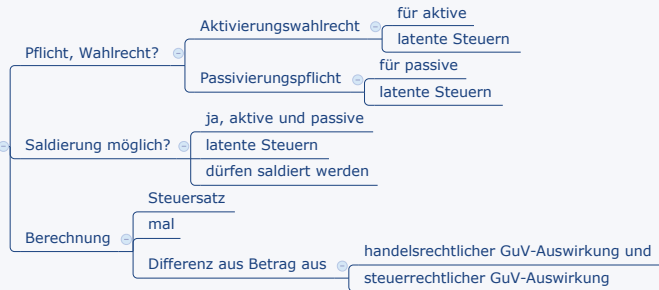 Pflicht, Wahlrecht?
Aktivierungswahlrecht
für aktive
latente Steuern
Passivierungspflicht
für passive
latente Steuern
Saldierung möglich?
ja, aktive und passive
latente Steuern
dürfen saldiert werden
Berechnung
Steuersatz
mal
Differenz aus Betrag aus
handelsrechtlicher GuV-Auswirkung und
steuerrechtlicher GuV-Auswirkung